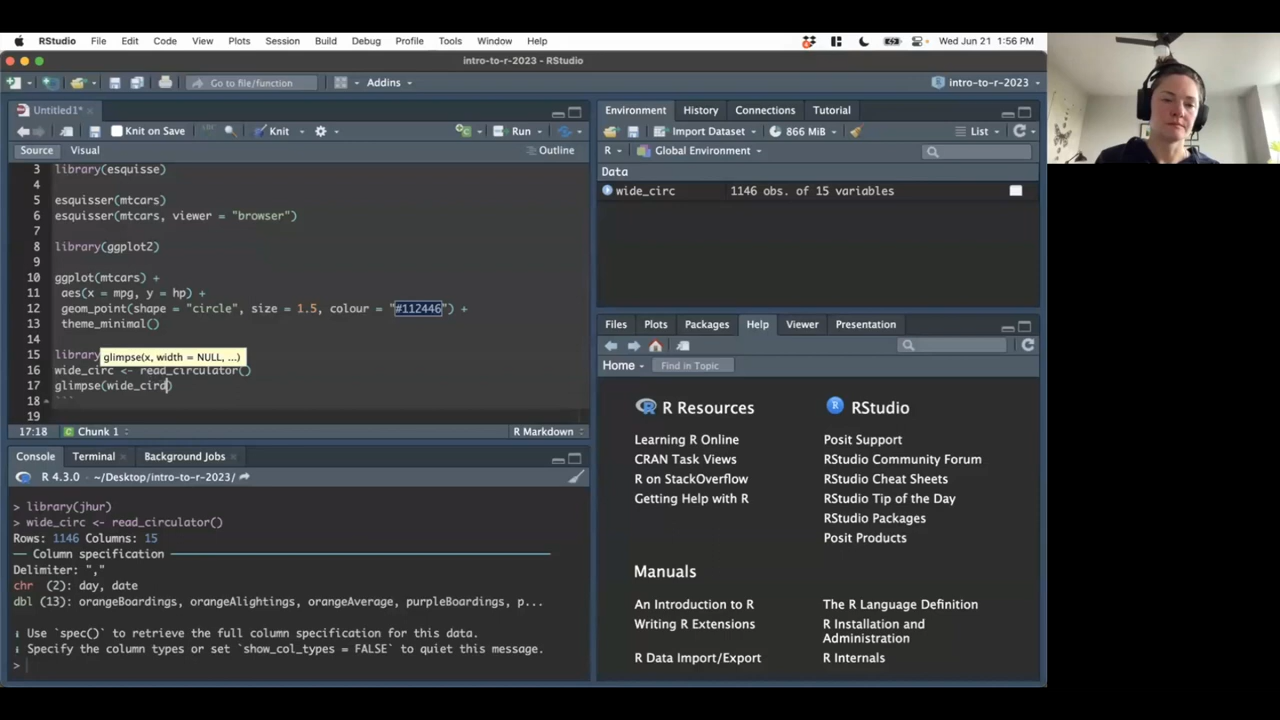 RStudio File Edit Code View Plots Session Build Debug Profile Tools Window Help Wed Jun 21 1:56 PM
intro-to-r-2023 - RStudio
Go to file/function Addins intro-to-r-2023
Untitled1*
Knit on Save Knit Run
Source Visual Outline
3 library(esquisse)
4
5 esquisser(mtcars)
6 esquisser(mtcars, viewer = "browser")
7
8 library(ggplot2)
9
10 ggplot(mtcars) +
11 aes(x = mpg, y = hp) +
12 geom_point(shape = "circle", size = 1.5, colour = "#112446") +
13 theme_minimal()
14
15 library
glimpse(x, width = NULL, ...)
16 wide_circ <- read_circulator()
17 glimpse(wide_circ)
18 ```
19
17:18 Chunk 1 R Markdown
Console Terminal Background Jobs
R 4.3.0 · ~/Desktop/intro-to-r-2023/
> library(jhur)
> wide_circ <- read_circulator()
Rows: 1146 Columns: 15
── Column specification ──
Delimiter: ","
chr (2): day, date
dbl (13): orangeBoardings, orangeAlightings, orangeAverage, purpleBoardings, p...
i Use `spec()` to retrieve the full column specification for this data.
i Specify the column types or set `show_col_types = FALSE` to quiet this message.
>
Environment History Connections Tutorial
Import Dataset 866 MiB List
R Global Environment
Data
wide_circ 1146 obs. of 15 variables
Files Plots Packages Help Viewer Presentation
Home Find in Topic
R Resources
Learning R Online
CRAN Task Views
R on StackOverflow
Getting Help with R
RStudio
Posit Support
RStudio Community Forum
RStudio Cheat Sheets
RStudio Tip of the Day
RStudio Packages
Posit Products
Manuals
An Introduction to R
Writing R Extensions
R Data Import/Export
The R Language Definition
R Installation and
Administration
R Internals